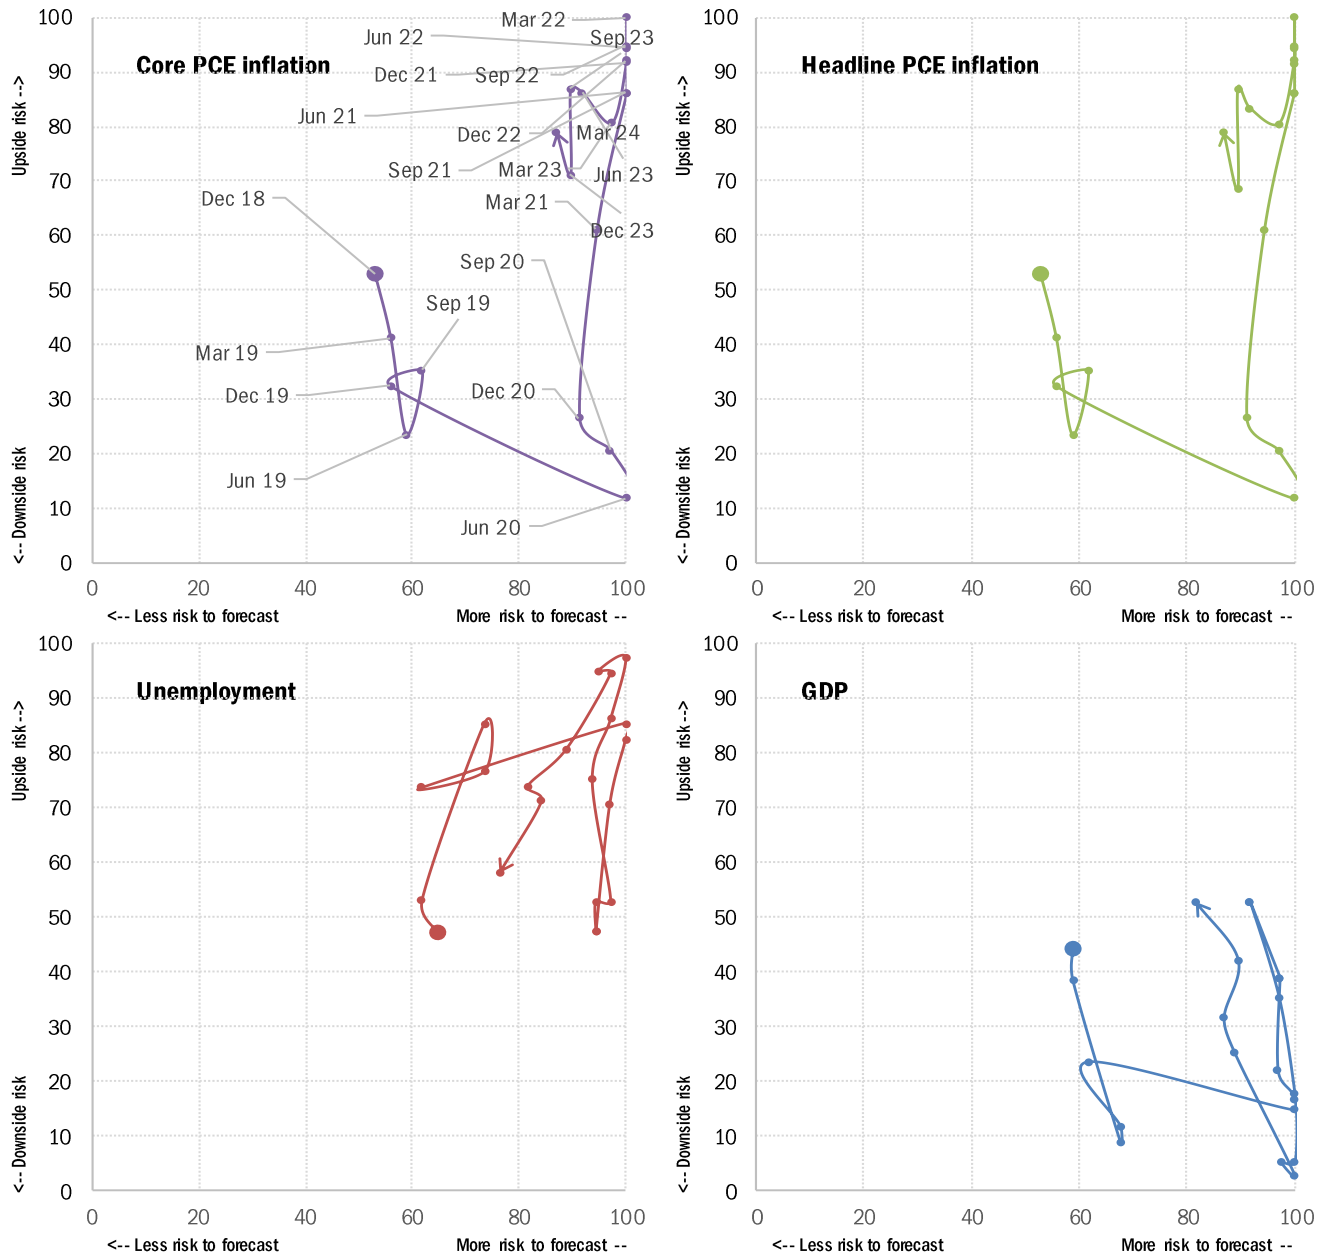 Core PCE inflation
100
90
80
70
60
50
40
30
20
10
0
Upside risk -->
<-- Downside risk
Mar 22
Jun 22
Sep 23
Dec 21
Sep 22
Jun 21
Dec 22
Mar 24
Sep 21
Mar 23
Jun 23
Dec 18
Mar 21
Dec 23
Sep 20
Sep 19
Mar 19
Dec 19
Dec 20
Jun 19
Jun 20
0 20 40 60 80 100
<-- Less risk to forecast More risk to forecast --
Headline PCE inflation
100
90
80
70
60
50
40
30
20
10
0
Upside risk -->
<-- Downside risk
0 20 40 60 80 100
<-- Less risk to forecast More risk to forecast --
Unemployment
100
90
80
70
60
50
40
30
20
10
0
Upside risk -->
<-- Downside risk
0 20 40 60 80 100
<-- Less risk to forecast More risk to forecast --
GDP
100
90
80
70
60
50
40
30
20
10
0
Upside risk -->
<-- Downside risk
0 20 40 60 80 100
<-- Less risk to forecast More risk to forecast --